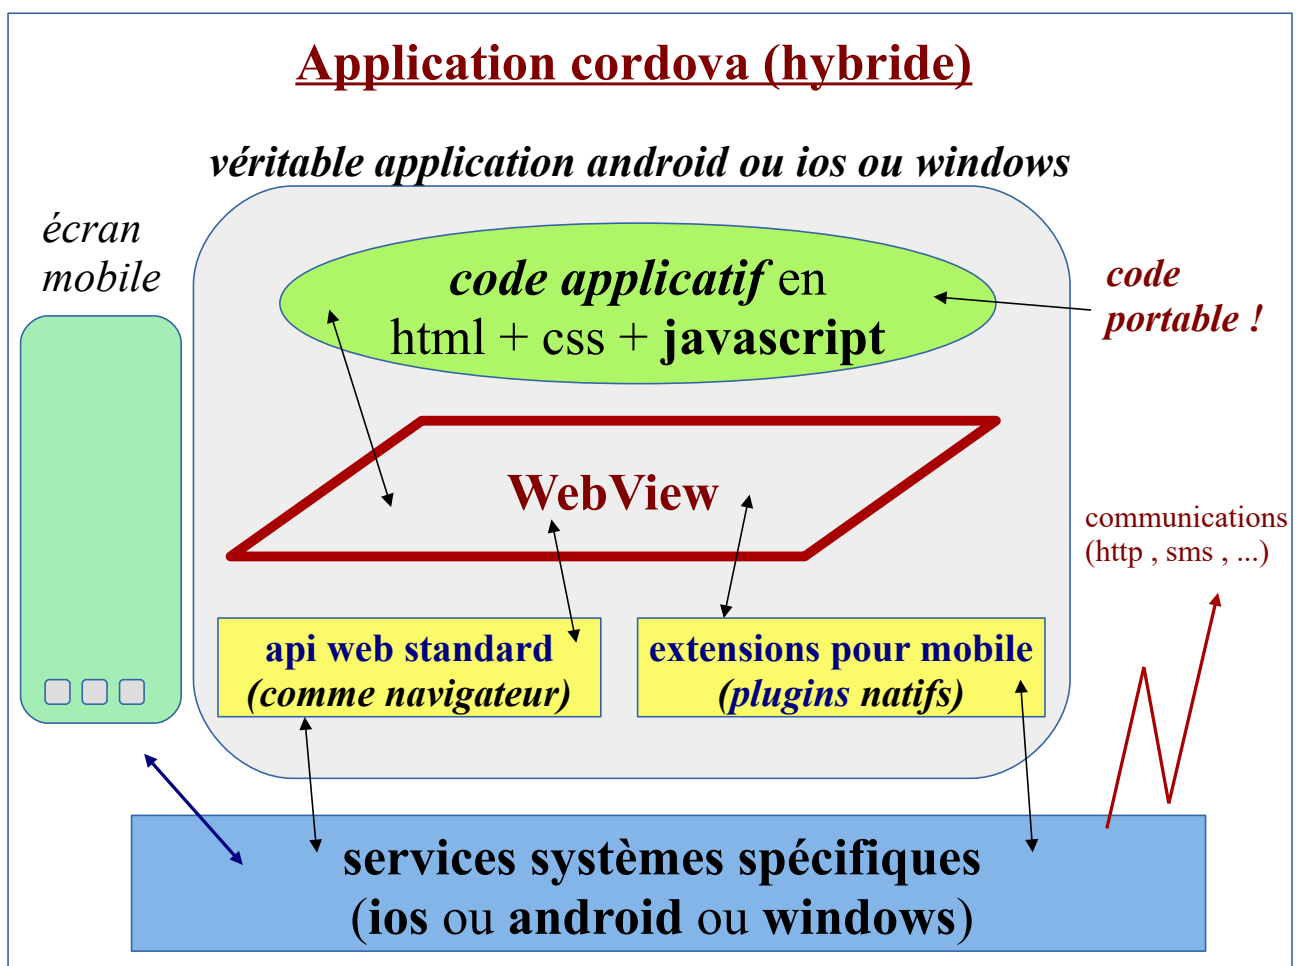 Application cordova (hybride)
véritable application android ou ios ou windows
écran
mobile
code applicatif en
html + css + javascript
code
portable !
WebView
communications
(http , sms , ...)
api web standard
(comme navigateur)
extensions pour mobile
(plugins natifs)
services systèmes spécifiques
(ios ou android ou windows)